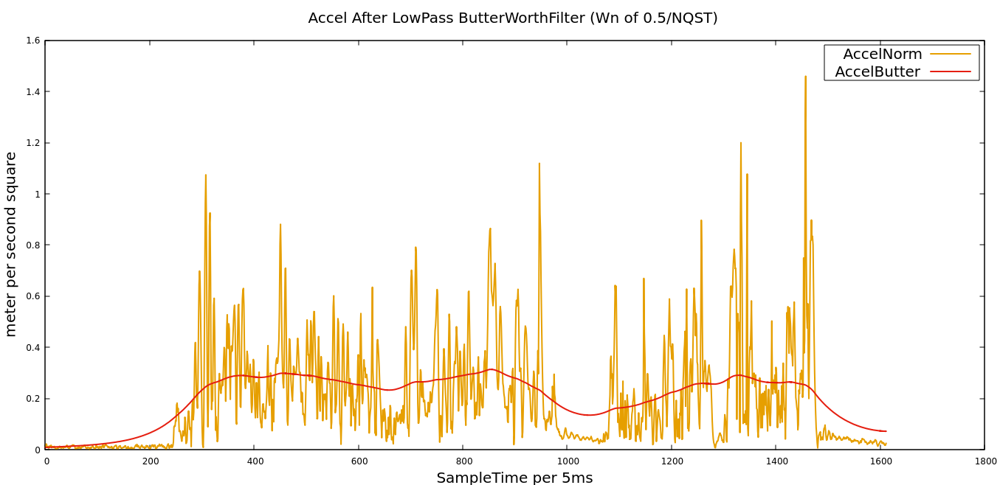 Accel After LowPass ButterWorthFilter (Wn of 0.5/NQST)
AccelNorm
AccelButter
meter per second square
1.6
1.4
1.2
1
0.8
0.6
0.4
0.2
0
0 200 400 600 800 1000 1200 1400 1600 1800
SampleTime per 5ms